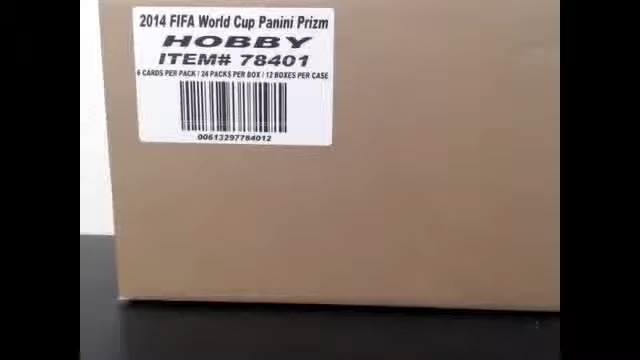 2014 FIFA World Cup Panini Prizm
HOBBY
ITEM# 78401
6 CARDS PER PACK / 24 PACKS PER BOX / 12 BOXES PER CASE
00613297784012